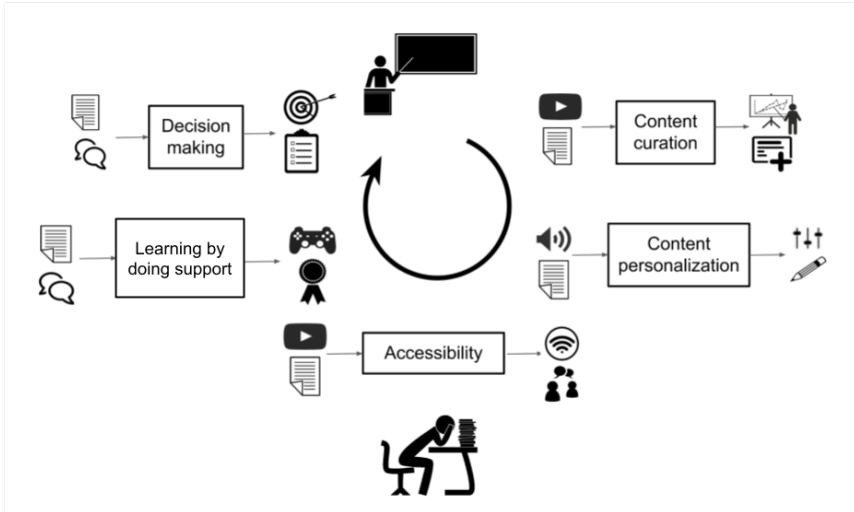 Decision
making
Content
curation
Learning by
doing support
Content
personalization
Accessibility